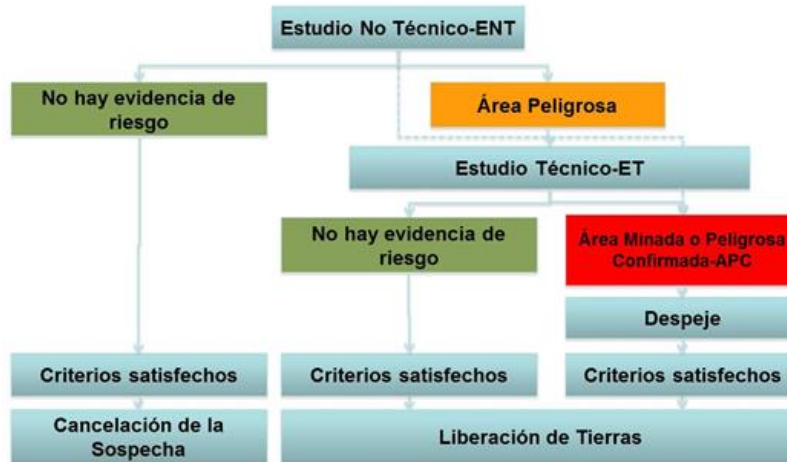 Estudio No Técnico-ENT
No hay evidencia de
riesgo
Área Peligrosa
Estudio Técnico-ET
No hay evidencia de
riesgo
Área Minada o Peligrosa
Confirmada-APC
Despeje
Criterios satisfechos
Criterios satisfechos
Criterios satisfechos
Cancelación de la
Sospecha
Liberación de Tierras